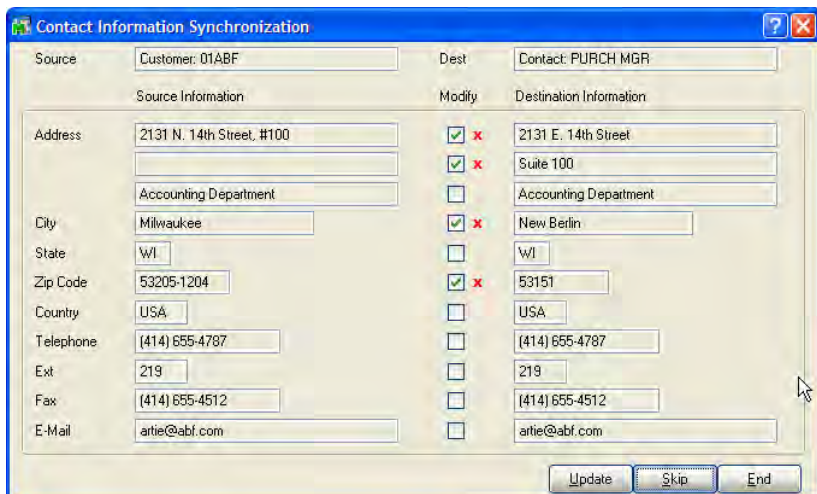 Contact Information Synchronization
Source Customer: 01ABF Dest Contact: PURCH MGR
Source Information Modify Destination Information
Address 2131 N. 14th Street, #100 x 2131 E. 14th Street
x Suite 100
Accounting Department Accounting Department
City Milwaukee x New Berlin
State WI WI
Zip Code 53205-1204 x 53151
Country USA USA
Telephone (414) 655-4787 (414) 655-4787
Ext 219 219
Fax (414) 655-4512 (414) 655-4512
E-Mail artie@abf.com artie@abf.com
Update Skip End